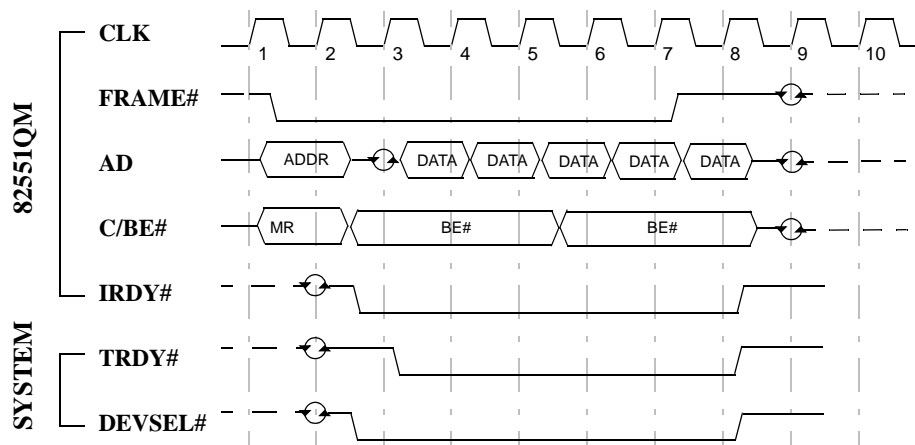 CLK
1 2 3 4 5 6 7 8 9 10
FRAME#
AD
ADDR DATA DATA DATA DATA DATA
C/BE#
MR BE# BE#
IRDY#
TRDY#
DEVSEL#
82551QM
SYSTEM